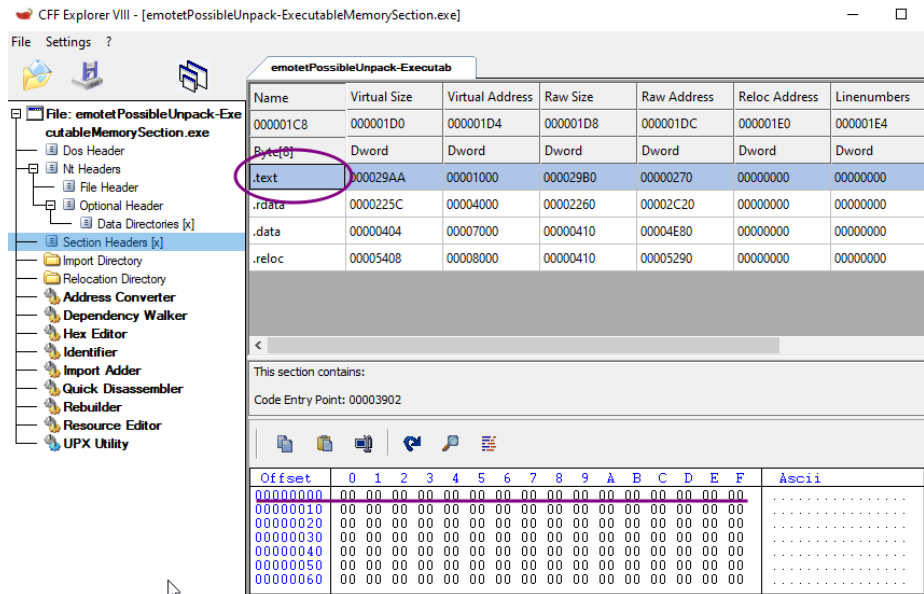 CFF Explorer VIII - [emotetPossibleUnpack-ExecutableMemorySection.exe]
File Settings ?
emotetPossibleUnpack-Executab
File: emotetPossibleUnpack-Exe
cutableMemorySection.exe
Dos Header
Nt Headers
File Header
Optional Header
Data Directories [x]
Section Headers [x]
Import Directory
Relocation Directory
Address Converter
Dependency Walker
Hex Editor
Identifier
Import Adder
Quick Disassembler
Rebuilder
Resource Editor
UPX Utility
Name Virtual Size Virtual Address Raw Size Raw Address Reloc Address Linenumbers
000001C8 000001D0 000001D4 000001D8 000001DC 000001E0 000001E4
Byte[8] Dword Dword Dword Dword Dword Dword
.text 000029AA 00001000 000029B0 00000270 00000000 00000000
.rdata 0000225C 00004000 00002260 00002C20 00000000 00000000
.data 00000404 00007000 00000410 00004E80 00000000 00000000
.reloc 00005408 00008000 00000410 00005290 00000000 00000000
This section contains:
Code Entry Point: 00003902
Offset 0 1 2 3 4 5 6 7 8 9 A B C D E F Ascii
00000000 00 00 00 00 00 00 00 00 00 00 00 00 00 00 00 00 ................
00000010 00 00 00 00 00 00 00 00 00 00 00 00 00 00 00 00 ................
00000020 00 00 00 00 00 00 00 00 00 00 00 00 00 00 00 00 ................
00000030 00 00 00 00 00 00 00 00 00 00 00 00 00 00 00 00 ................
00000040 00 00 00 00 00 00 00 00 00 00 00 00 00 00 00 00 ................
00000050 00 00 00 00 00 00 00 00 00 00 00 00 00 00 00 00 ................
00000060 00 00 00 00 00 00 00 00 00 00 00 00 00 00 00 00 ................